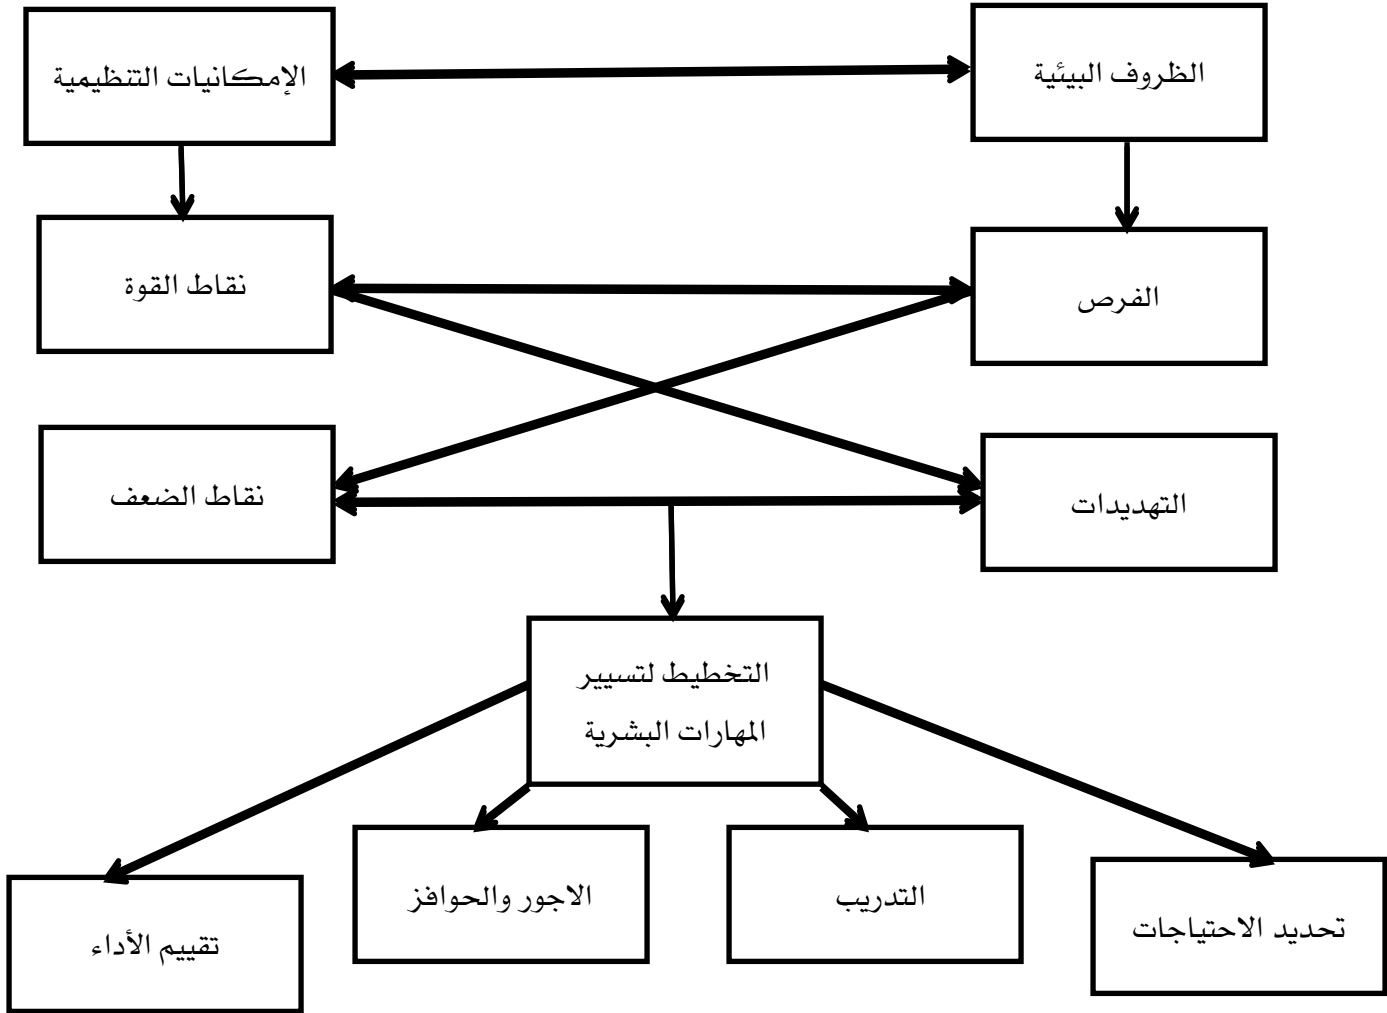 الظروف البيئية
الإمكانيات التنظيمية
الفرص
نقاط القوة
التهديدات
نقاط الضعف
التخطيط لتسيير
المهارات البشرية
تحديد الاحتياجات
التدريب
الاجور والحوافز
تقييم الأداء